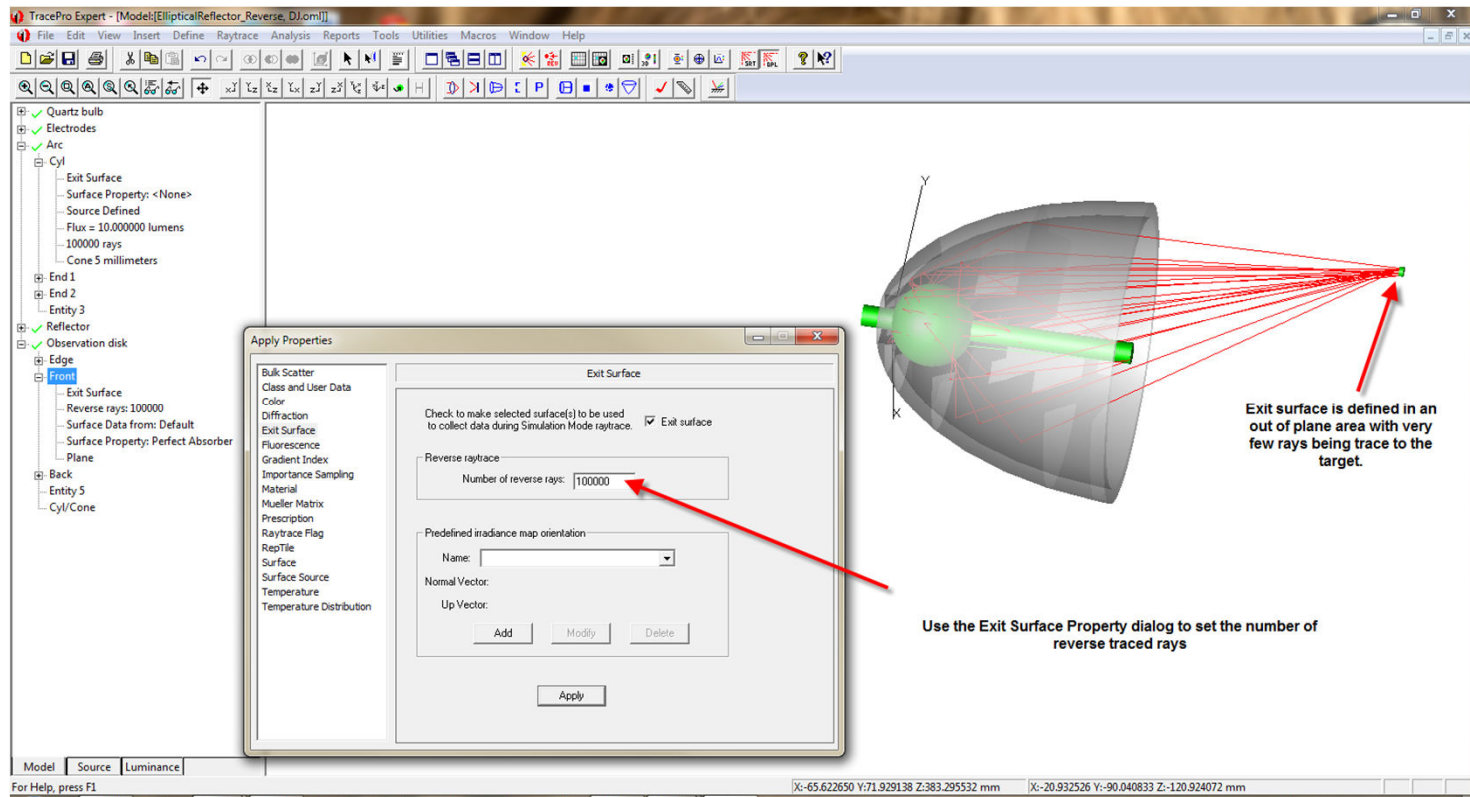 TracePro Expert - [Model:[EllipticalReflector_Reverse, DJ.oml]]
File Edit View Insert Define Raytrace Analysis Reports Tools Utilities Macros Window Help
Quartz bulb
Electrodes
Arc
Cyl
Exit Surface
Surface Property: <None>
Source Defined
Flux = 10.000000 lumens
100000 rays
Cone 5 millimeters
End 1
End 2
Entity 3
Reflector
Observation disk
Edge
Front
Exit Surface
Reverse rays: 100000
Surface Data from: Default
Surface Property: Perfect Absorber
Plane
Back
Entity 5
Cyl/Cone
Model Source Luminance
Apply Properties
Bulk Scatter
Class and User Data
Color
Diffraction
Exit Surface
Fluorescence
Gradient Index
Importance Sampling
Material
Mueller Matrix
Prescription
Raytrace Flag
RepTile
Surface
Surface Source
Temperature
Temperature Distribution
Exit Surface
Check to make selected surface(s) to be used
to collect data during Simulation Mode raytrace.
Exit surface
Reverse raytrace
Number of reverse rays: 100000
Predefined irradiance map orientation
Name:
Normal Vector:
Up Vector:
Add Modify Delete
Apply
Y
X
Exit surface is defined in an
out of plane area with very
few rays being trace to the
target.
Use the Exit Surface Property dialog to set the number of
reverse traced rays
For Help, press F1
X:-65.622650 Y:71.929138 Z:383.295532 mm X:-20.932526 Y:-90.040833 Z:-120.924072 mm